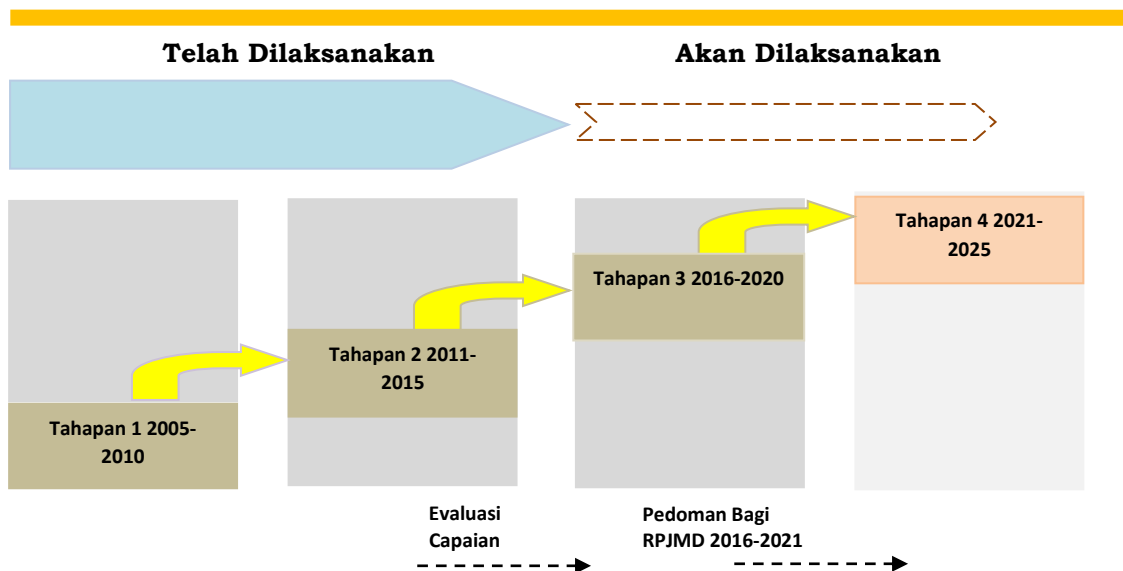 Telah Dilaksanakan
Akan Dilaksanakan
Tahapan 4 2021-
2025
Tahapan 3 2016-2020
Tahapan 2 2011-
2015
Tahapan 1 2005-
2010
Evaluasi
Capaian
Pedoman Bagi
RPJMD 2016-2021